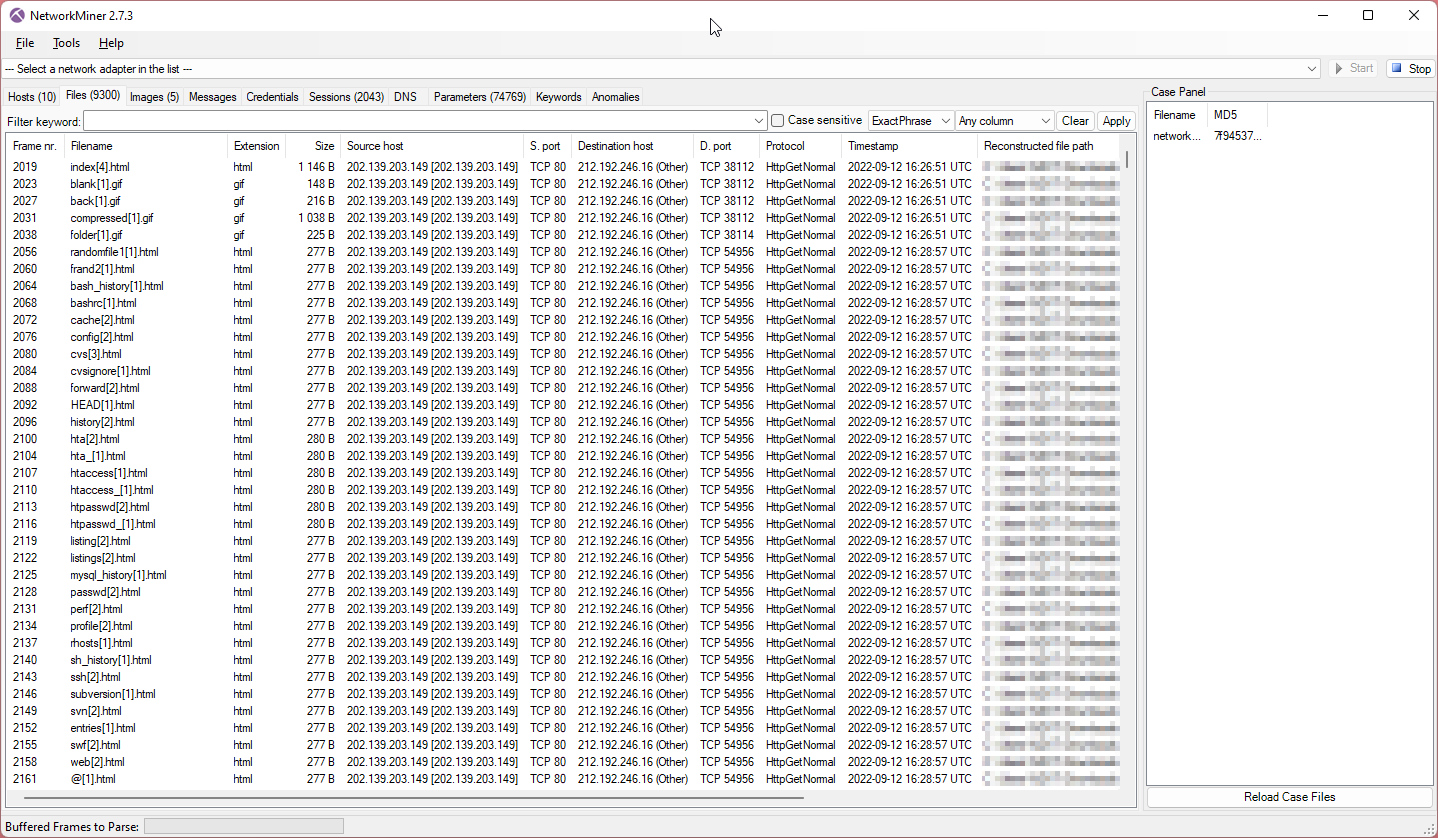 NetworkMiner 2.7.3
File Tools Help
--- Select a network adapter in the list --- Start Stop
Hosts (10) Files (9300) Images (5) Messages Credentials Sessions (2043) DNS Parameters (74769) Keywords Anomalies Case Panel
Filter keyword: Case sensitive ExactPhrase Any column Clear Apply Filename MD5
network... 7f94537...
Frame nr. Filename Extension Size Source host S. port Destination host D. port Protocol Timestamp Reconstructed file path
2019 index[4].html html 1 146 B 202.139.203.149 [202.139.203.149] TCP 80 212.192.246.16 (Other) TCP 38112 HttpGetNormal 2022-09-12 16:26:51 UTC
2023 blank[1].gif gif 148 B 202.139.203.149 [202.139.203.149] TCP 80 212.192.246.16 (Other) TCP 38112 HttpGetNormal 2022-09-12 16:26:51 UTC
2027 back[1].gif gif 216 B 202.139.203.149 [202.139.203.149] TCP 80 212.192.246.16 (Other) TCP 38112 HttpGetNormal 2022-09-12 16:26:51 UTC
2031 compressed[1].gif gif 1 038 B 202.139.203.149 [202.139.203.149] TCP 80 212.192.246.16 (Other) TCP 38112 HttpGetNormal 2022-09-12 16:26:51 UTC
2038 folder[1].gif gif 225 B 202.139.203.149 [202.139.203.149] TCP 80 212.192.246.16 (Other) TCP 38114 HttpGetNormal 2022-09-12 16:26:51 UTC
2056 randomfile1[1].html html 277 B 202.139.203.149 [202.139.203.149] TCP 80 212.192.246.16 (Other) TCP 54956 HttpGetNormal 2022-09-12 16:28:57 UTC
2060 frand2[1].html html 277 B 202.139.203.149 [202.139.203.149] TCP 80 212.192.246.16 (Other) TCP 54956 HttpGetNormal 2022-09-12 16:28:57 UTC
2064 bash_history[1].html html 277 B 202.139.203.149 [202.139.203.149] TCP 80 212.192.246.16 (Other) TCP 54956 HttpGetNormal 2022-09-12 16:28:57 UTC
2068 bashrc[1].html html 277 B 202.139.203.149 [202.139.203.149] TCP 80 212.192.246.16 (Other) TCP 54956 HttpGetNormal 2022-09-12 16:28:57 UTC
2072 cache[2].html html 277 B 202.139.203.149 [202.139.203.149] TCP 80 212.192.246.16 (Other) TCP 54956 HttpGetNormal 2022-09-12 16:28:57 UTC
2076 config[2].html html 277 B 202.139.203.149 [202.139.203.149] TCP 80 212.192.246.16 (Other) TCP 54956 HttpGetNormal 2022-09-12 16:28:57 UTC
2080 cvs[3].html html 277 B 202.139.203.149 [202.139.203.149] TCP 80 212.192.246.16 (Other) TCP 54956 HttpGetNormal 2022-09-12 16:28:57 UTC
2084 cvsignore[1].html html 277 B 202.139.203.149 [202.139.203.149] TCP 80 212.192.246.16 (Other) TCP 54956 HttpGetNormal 2022-09-12 16:28:57 UTC
2088 forward[2].html html 277 B 202.139.203.149 [202.139.203.149] TCP 80 212.192.246.16 (Other) TCP 54956 HttpGetNormal 2022-09-12 16:28:57 UTC
2092 HEAD[1].html html 277 B 202.139.203.149 [202.139.203.149] TCP 80 212.192.246.16 (Other) TCP 54956 HttpGetNormal 2022-09-12 16:28:57 UTC
2096 history[2].html html 277 B 202.139.203.149 [202.139.203.149] TCP 80 212.192.246.16 (Other) TCP 54956 HttpGetNormal 2022-09-12 16:28:57 UTC
2100 hta[2].html html 280 B 202.139.203.149 [202.139.203.149] TCP 80 212.192.246.16 (Other) TCP 54956 HttpGetNormal 2022-09-12 16:28:57 UTC
2104 hta_[1].html html 280 B 202.139.203.149 [202.139.203.149] TCP 80 212.192.246.16 (Other) TCP 54956 HttpGetNormal 2022-09-12 16:28:57 UTC
2107 htaccess[1].html html 280 B 202.139.203.149 [202.139.203.149] TCP 80 212.192.246.16 (Other) TCP 54956 HttpGetNormal 2022-09-12 16:28:57 UTC
2110 htaccess_[1].html html 280 B 202.139.203.149 [202.139.203.149] TCP 80 212.192.246.16 (Other) TCP 54956 HttpGetNormal 2022-09-12 16:28:57 UTC
2113 htpasswd[2].html html 280 B 202.139.203.149 [202.139.203.149] TCP 80 212.192.246.16 (Other) TCP 54956 HttpGetNormal 2022-09-12 16:28:57 UTC
2116 htpasswd_[1].html html 280 B 202.139.203.149 [202.139.203.149] TCP 80 212.192.246.16 (Other) TCP 54956 HttpGetNormal 2022-09-12 16:28:57 UTC
2119 listing[2].html html 277 B 202.139.203.149 [202.139.203.149] TCP 80 212.192.246.16 (Other) TCP 54956 HttpGetNormal 2022-09-12 16:28:57 UTC
2122 listings[2].html html 277 B 202.139.203.149 [202.139.203.149] TCP 80 212.192.246.16 (Other) TCP 54956 HttpGetNormal 2022-09-12 16:28:57 UTC
2125 mysql_history[1].html html 277 B 202.139.203.149 [202.139.203.149] TCP 80 212.192.246.16 (Other) TCP 54956 HttpGetNormal 2022-09-12 16:28:57 UTC
2128 passwd[2].html html 277 B 202.139.203.149 [202.139.203.149] TCP 80 212.192.246.16 (Other) TCP 54956 HttpGetNormal 2022-09-12 16:28:57 UTC
2131 perf[2].html html 277 B 202.139.203.149 [202.139.203.149] TCP 80 212.192.246.16 (Other) TCP 54956 HttpGetNormal 2022-09-12 16:28:57 UTC
2134 profile[2].html html 277 B 202.139.203.149 [202.139.203.149] TCP 80 212.192.246.16 (Other) TCP 54956 HttpGetNormal 2022-09-12 16:28:57 UTC
2137 rhosts[1].html html 277 B 202.139.203.149 [202.139.203.149] TCP 80 212.192.246.16 (Other) TCP 54956 HttpGetNormal 2022-09-12 16:28:57 UTC
2140 sh_history[1].html html 277 B 202.139.203.149 [202.139.203.149] TCP 80 212.192.246.16 (Other) TCP 54956 HttpGetNormal 2022-09-12 16:28:57 UTC
2143 ssh[2].html html 277 B 202.139.203.149 [202.139.203.149] TCP 80 212.192.246.16 (Other) TCP 54956 HttpGetNormal 2022-09-12 16:28:57 UTC
2146 subversion[1].html html 277 B 202.139.203.149 [202.139.203.149] TCP 80 212.192.246.16 (Other) TCP 54956 HttpGetNormal 2022-09-12 16:28:57 UTC
2149 svn[2].html html 277 B 202.139.203.149 [202.139.203.149] TCP 80 212.192.246.16 (Other) TCP 54956 HttpGetNormal 2022-09-12 16:28:57 UTC
2152 entries[1].html html 277 B 202.139.203.149 [202.139.203.149] TCP 80 212.192.246.16 (Other) TCP 54956 HttpGetNormal 2022-09-12 16:28:57 UTC
2155 swf[2].html html 277 B 202.139.203.149 [202.139.203.149] TCP 80 212.192.246.16 (Other) TCP 54956 HttpGetNormal 2022-09-12 16:28:57 UTC
2158 web[2].html html 277 B 202.139.203.149 [202.139.203.149] TCP 80 212.192.246.16 (Other) TCP 54956 HttpGetNormal 2022-09-12 16:28:57 UTC
2161 @[1].html html 277 B 202.139.203.149 [202.139.203.149] TCP 80 212.192.246.16 (Other) TCP 54956 HttpGetNormal 2022-09-12 16:28:57 UTC
Reload Case Files
Buffered Frames to Parse: